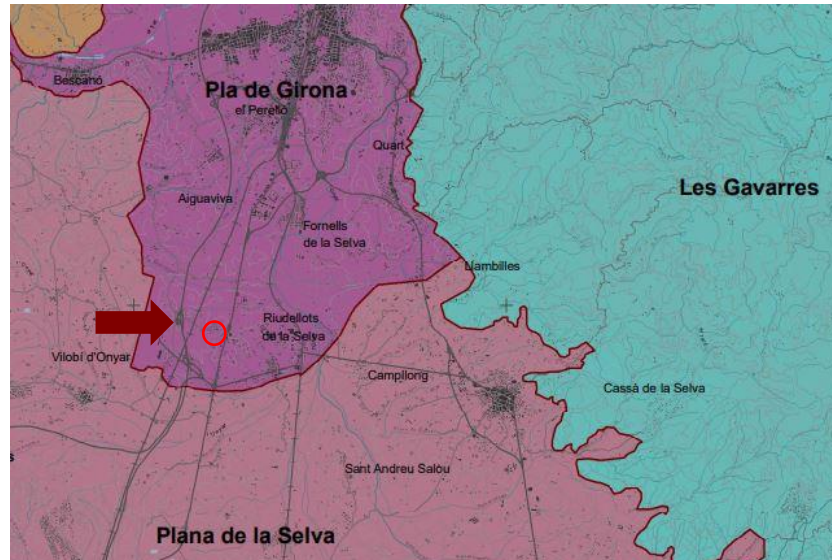 Bescanó
Pla de Girona
el Perelló
Quart
Les Gavarres
Aiguaviva
Fornells
de la Selva
Llambilles
Riudellots
de la Selva
Vilobí d'Onyar
Campllong
Cassà de la Selva
Sant Andreu Salou
s
Plana de la Selva